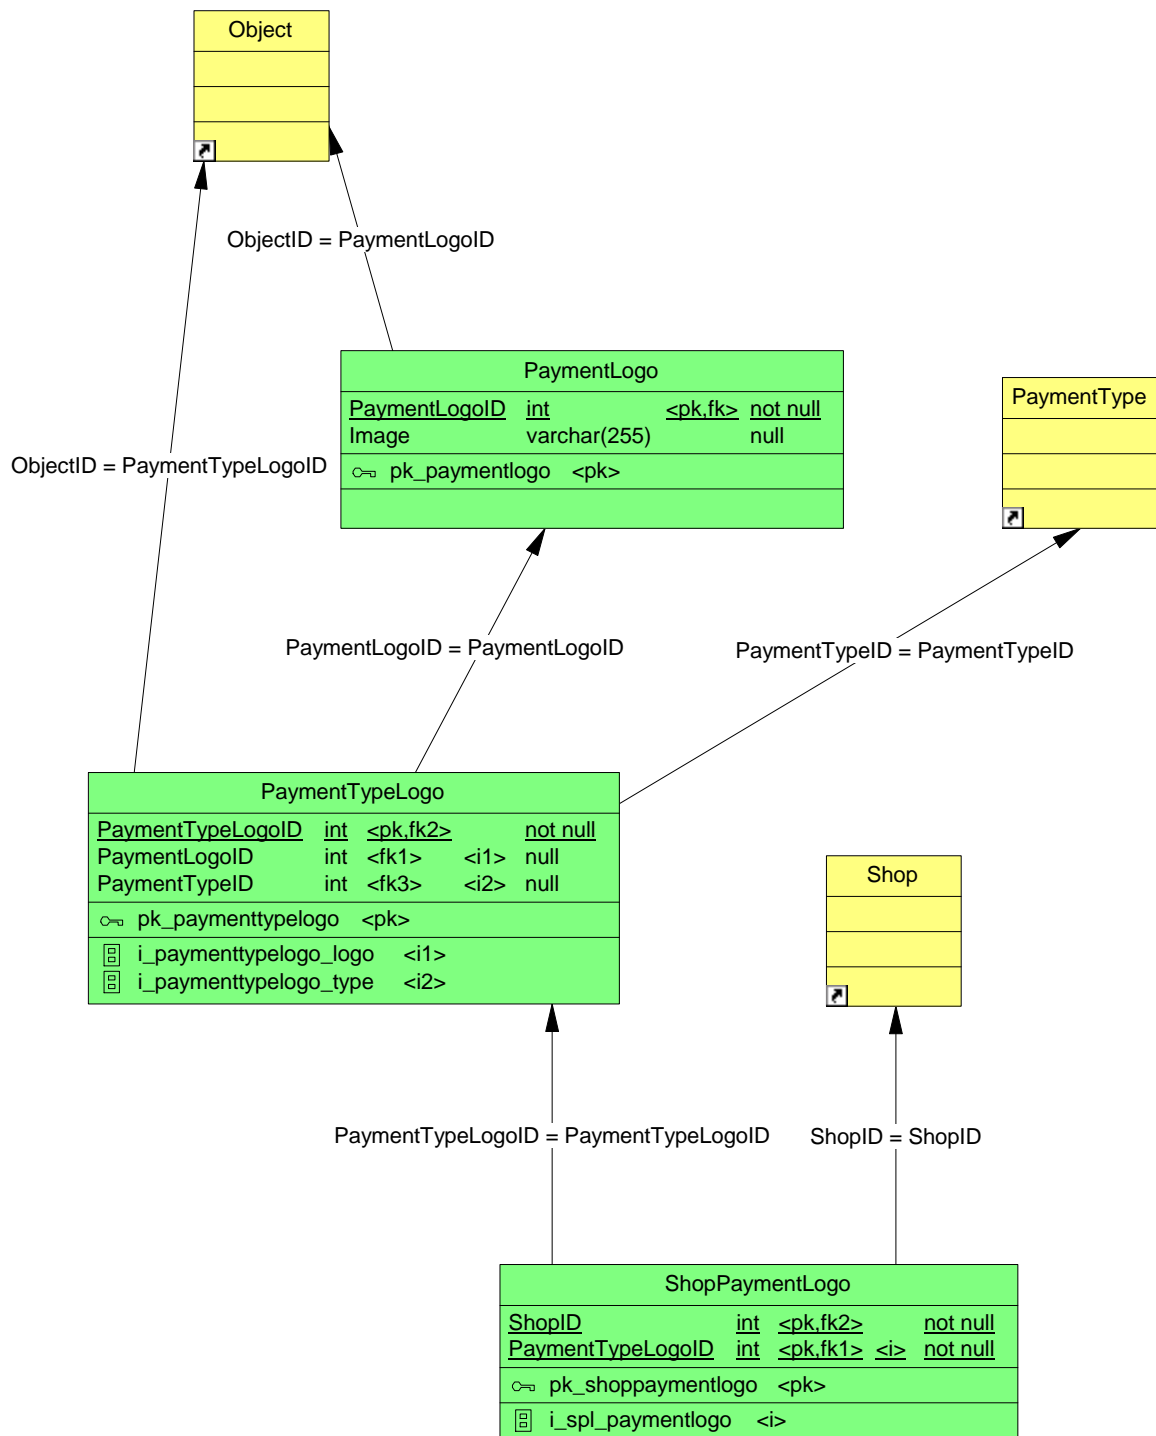 Object
ObjectID = PaymentLogoID
PaymentLogo
PaymentLogoID int <pk,fk> not null
Image varchar(255) null
pk_paymentlogo <pk>
PaymentType
ObjectID = PaymentTypeLogoID
PaymentLogoID = PaymentLogoID
PaymentTypeID = PaymentTypeID
PaymentTypeLogo
PaymentTypeLogoID int <pk,fk2> not null
PaymentLogoID int <fk1> <i1> null
PaymentTypeID int <fk3> <i2> null
pk_paymenttypelogo <pk>
i_paymenttypelogo_logo <i1>
i_paymenttypelogo_type <i2>
Shop
PaymentTypeLogoID = PaymentTypeLogoID
ShopID = ShopID
ShopPaymentLogo
ShopID int <pk,fk2> not null
PaymentTypeLogoID int <pk,fk1> <i> not null
pk_shoppaymentlogo <pk>
i_spl_paymentlogo <i>